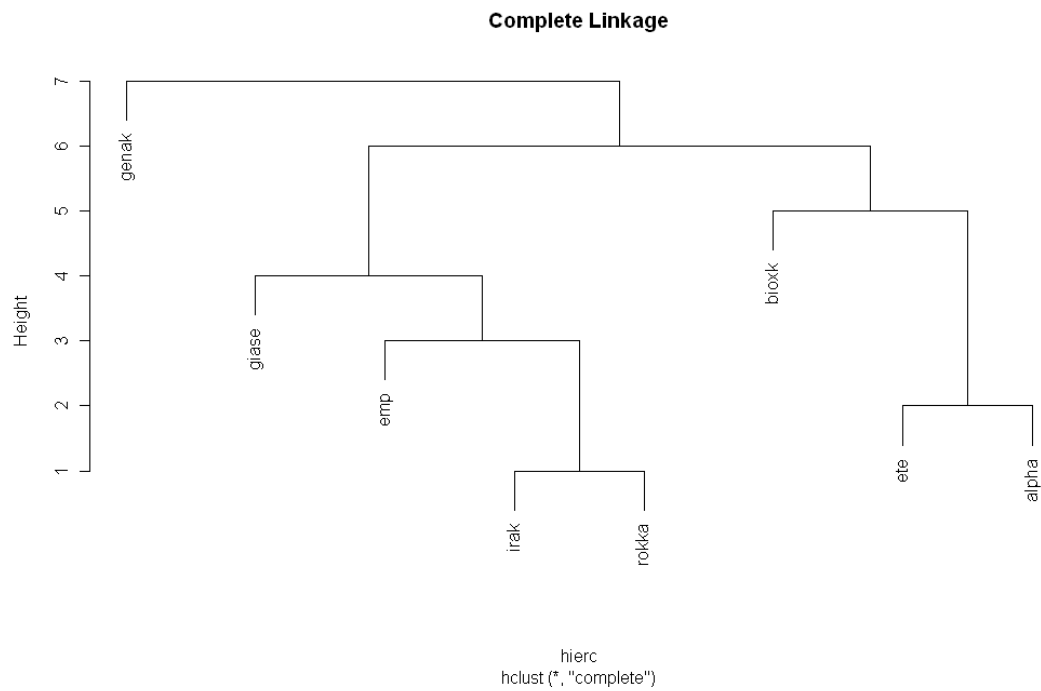 Complete Linkage
Height
7
6
5
4
3
2
1
genak
giase
emp
irak
rokka
bioxk
ete
alpha
hierc
hclust (*, "complete")